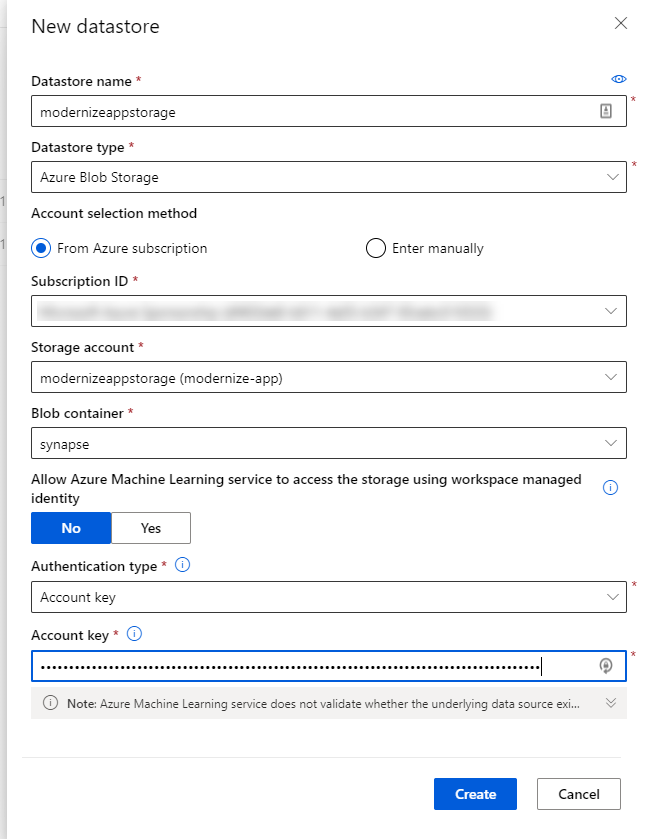 New datastore
Datastore name *
modernizeappstorage
*
Datastore type *
*
Azure Blob Storage
Account selection method
From Azure subscription
Enter manually
Subscription ID *
Storage account *
modernizeappstorage (modernize-app)
Blob container *
synapse
Allow Azure Machine Learning service to access the storage using workspace managed
identity
No
Yes
Authentication type *
*
Account key
Account key *
*
Note: Azure Machine Learning service does not validate whether the underlying data source exi...
Create
Cancel